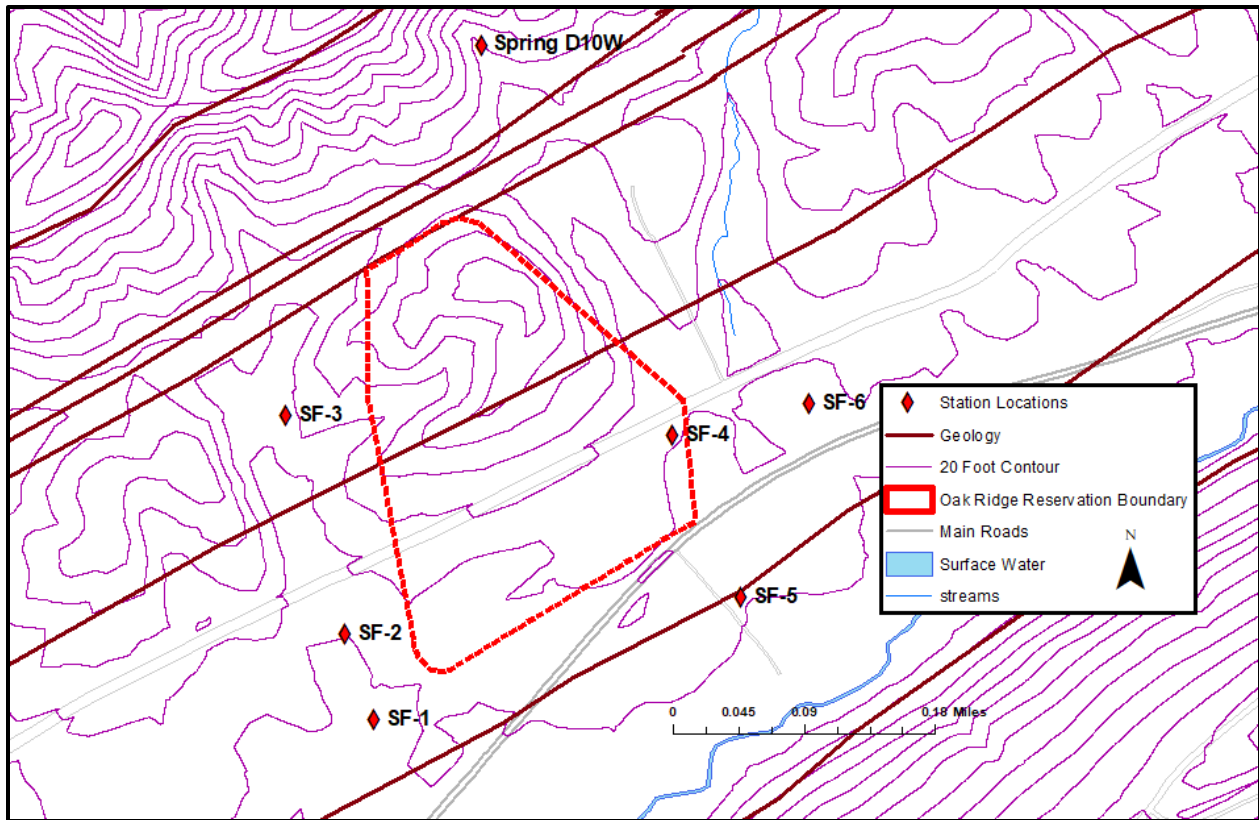 Spring D10W
SF-3
SF-6
SF-4
SF-5
SF-2
SF-1
Station Locations
Geology
20 Foot Contour
Oak Ridge Reservation Boundary
Main Roads
Surface Water
streams
N
0 0.045 0.09 0.18 Miles